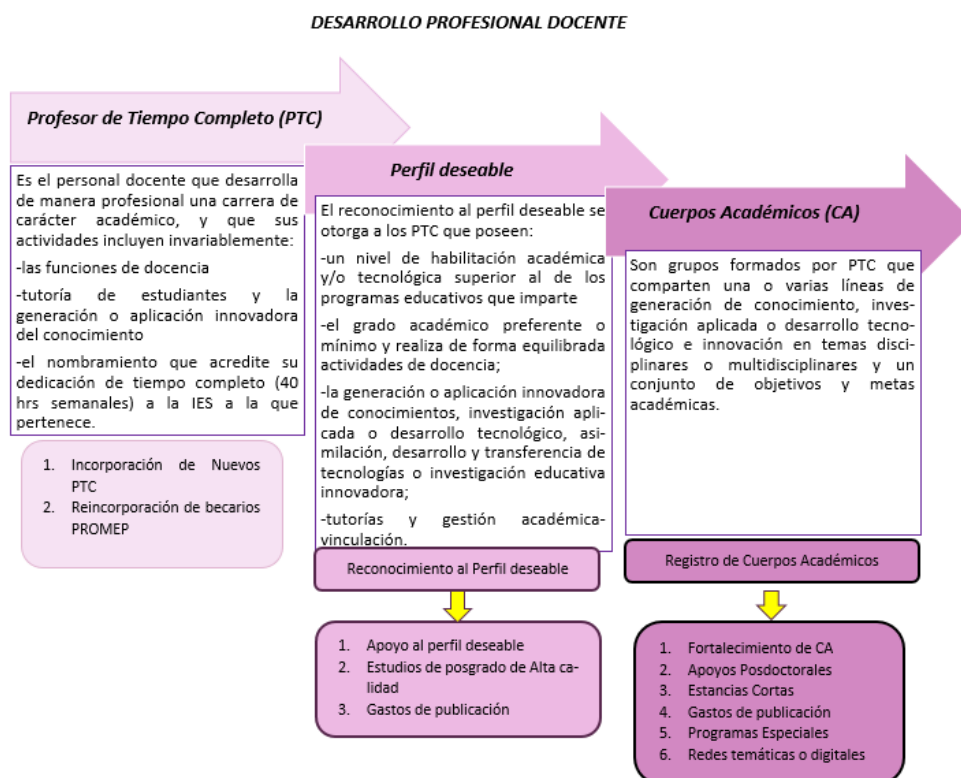 DESARROLLO PROFESIONAL DOCENTE
Profesor de Tiempo Completo (PTC)
Es el personal docente que desarrolla
de manera profesional una carrera de
carácter académico, y que sus
actividades incluyen invariablemente:
-las funciones de docencia
-tutoría de estudiantes y la
generación o aplicación innovadora
del conocimiento
-el nombramiento que acredite su
dedicación de tiempo completo (40
hrs semanales) a la IES a la que
pertenece.
1. Incorporación de Nuevos
PTC
2. Reincorporación de becarios
PROMEP
Perfil deseable
El reconocimiento al perfil deseable se
otorga a los PTC que poseen:
-un nivel de habilitación académica
y/o tecnológica superior al de los
programas educativos que imparte
-el grado académico preferente o
mínimo y realiza de forma equilibrada
actividades de docencia;
-la generación o aplicación innovadora
de conocimientos, investigación apli-
cada o desarrollo tecnológico, asi-
milación, desarrollo y transferencia de
tecnologías o investigación educativa
innovadora;
-tutorías y gestión académica-
vinculación.
Reconocimiento al Perfil deseable
1. Apoyo al perfil deseable
2. Estudios de posgrado de Alta ca-
lidad
3. Gastos de publicación
Cuerpos Académicos (CA)
Son grupos formados por PTC que
comparten una o varias líneas de
generación de conocimiento, inves-
tigación aplicada o desarrollo tecno-
lógico e innovación en temas disci-
plinares o multidisciplinares y un
conjunto de objetivos y metas
académicas.
Registro de Cuerpos Académicos
1. Fortalecimiento de CA
2. Apoyos Posdoctorales
3. Estancias Cortas
4. Gastos de publicación
5. Programas Especiales
6. Redes temáticas o digitales